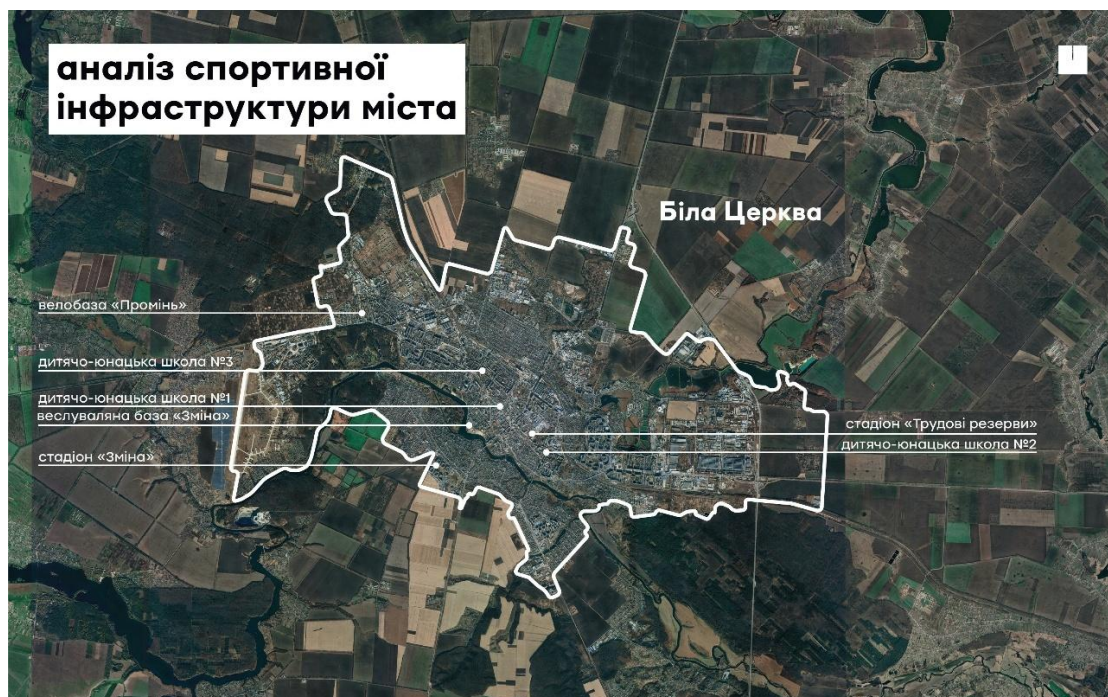 аналіз спортивної
інфраструктури міста
Біла Церква
велобаза «Промінь»
дитячо-юнацька школа №3
дитячо-юнацька школа №1
веслуваляна база «Зміна»
стадіон «Зміна»
стадіон «Трудові резерви»
дитячо-юнацька школа №2